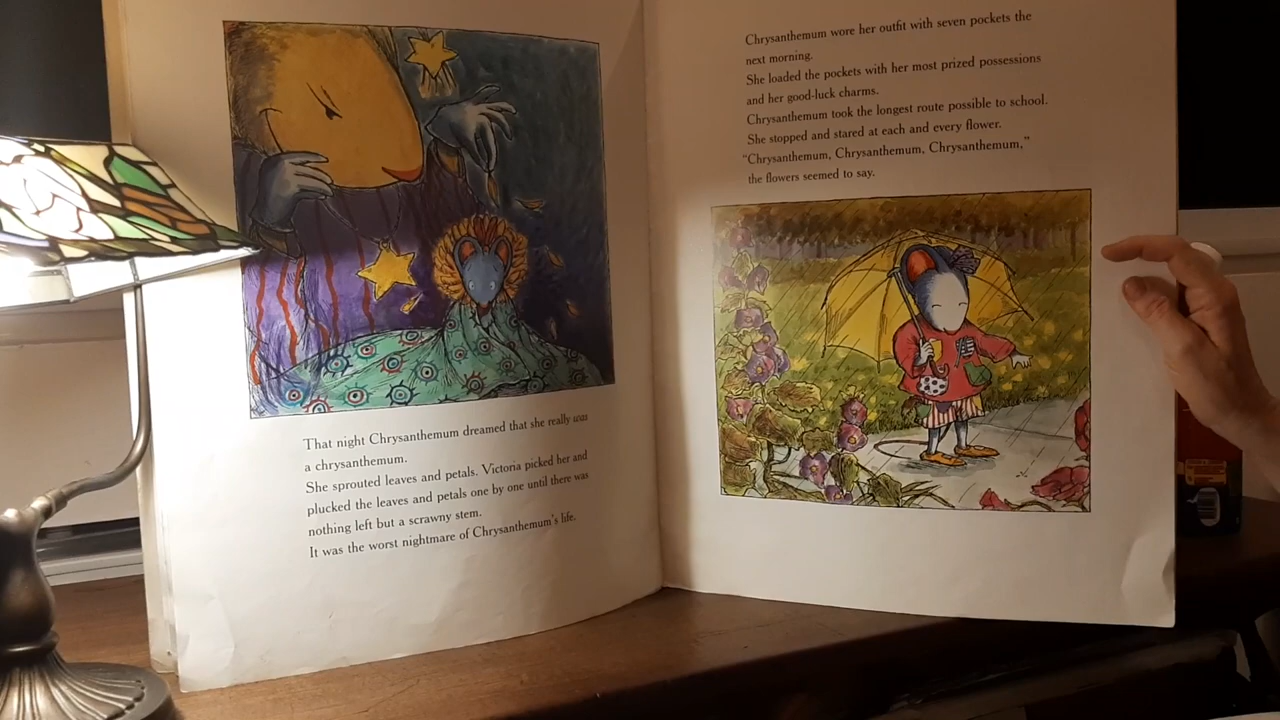 That night Chrysanthemum dreamed that she really was
a chrysanthemum.
She sprouted leaves and petals. Victoria picked her and
plucked the leaves and petals one by one until there was
nothing left but a scrawny stem.
It was the worst nightmare of Chrysanthemum's life.
Chrysanthemum wore her outfit with seven pockets the
next morning.
She loaded the pockets with her most prized possessions
and her good-luck charms.
Chrysanthemum took the longest route possible to school.
She stopped and stared at each and every flower.
“Chrysanthemum, Chrysanthemum, Chrysanthemum,”
the flowers seemed to say.